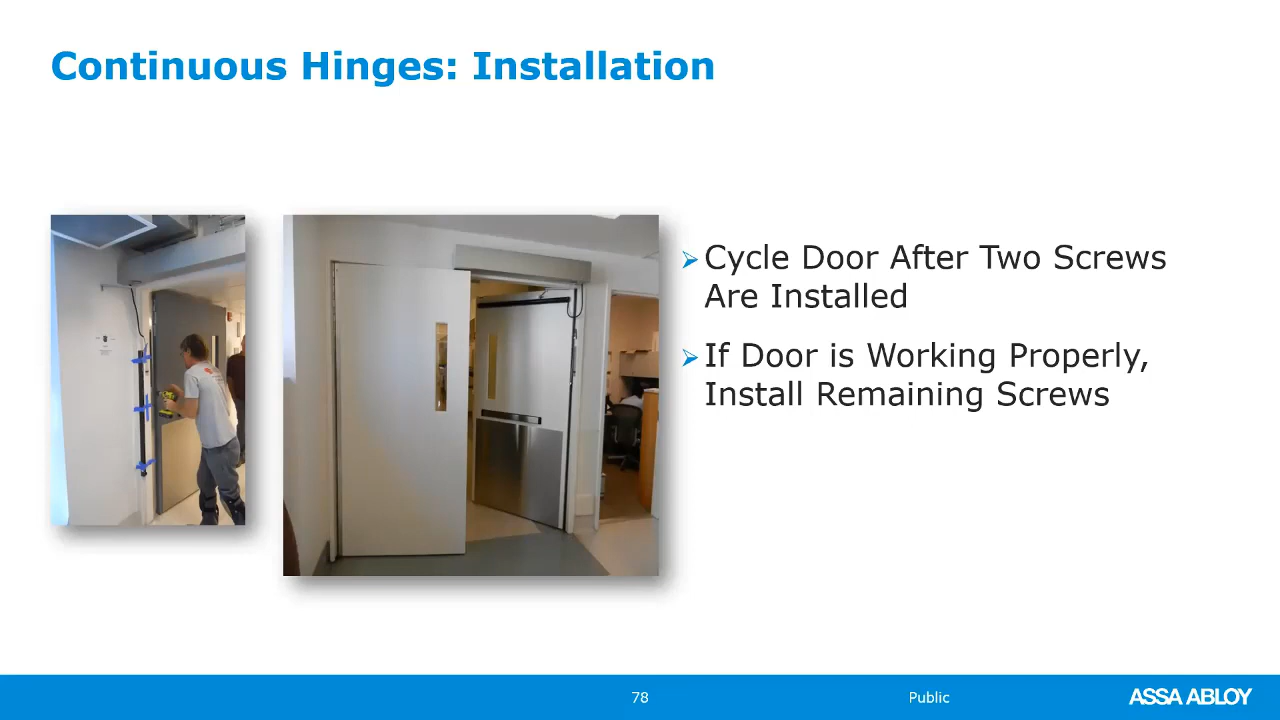 Continuous Hinges: Installation
Cycle Door After Two Screws
Are Installed
If Door is Working Properly,
Install Remaining Screws
78
Public
ASSA ABLOY